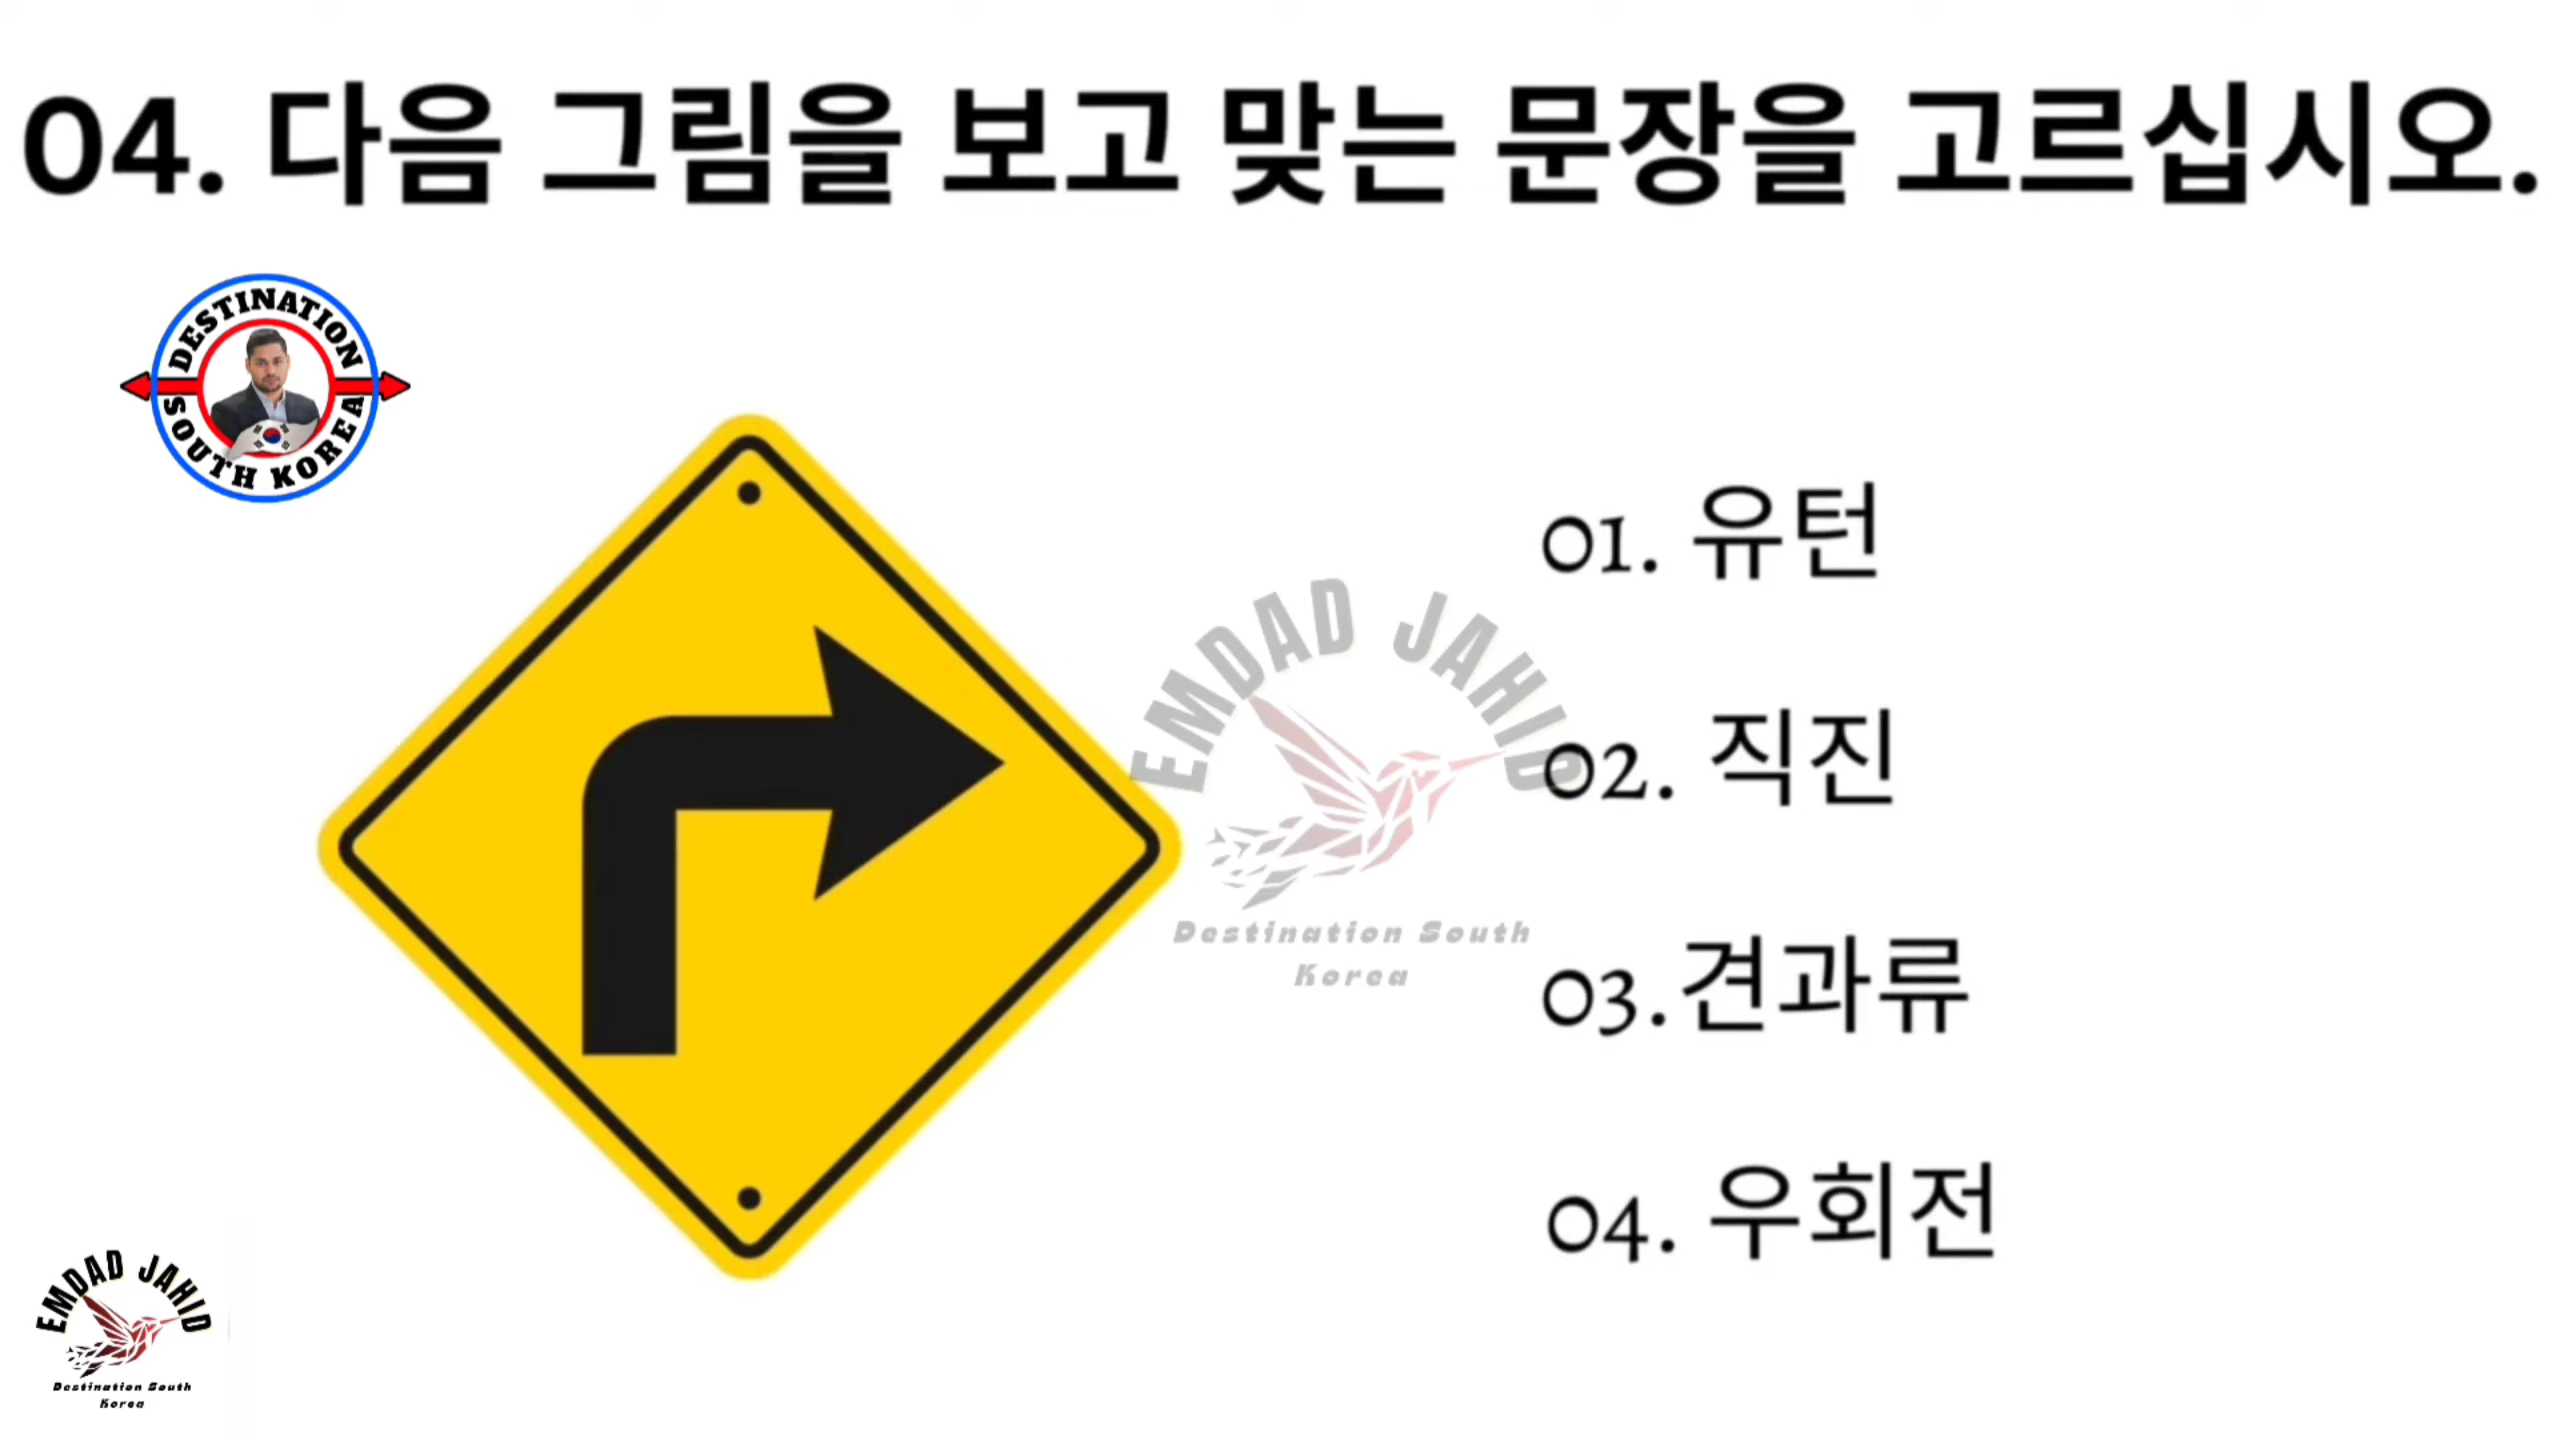 04. 다음 그림을 보고 맞는 문장을 고르십시오.
DESTINATION
SOUTH KOREA
01. 유턴
02. 직진
03.견과류
04. 우회전
EMDAD JAHID
Destination South
Korea
EMDAD JAHID
Destination South
Korea